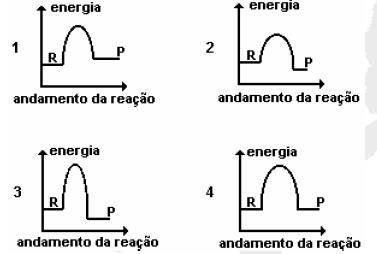 energia
1
R
P
andamento da reação
energia
2
R
P
andamento da reação
energia
3
R
P
andamento da reação
energia
4
R
P
andamento da reação